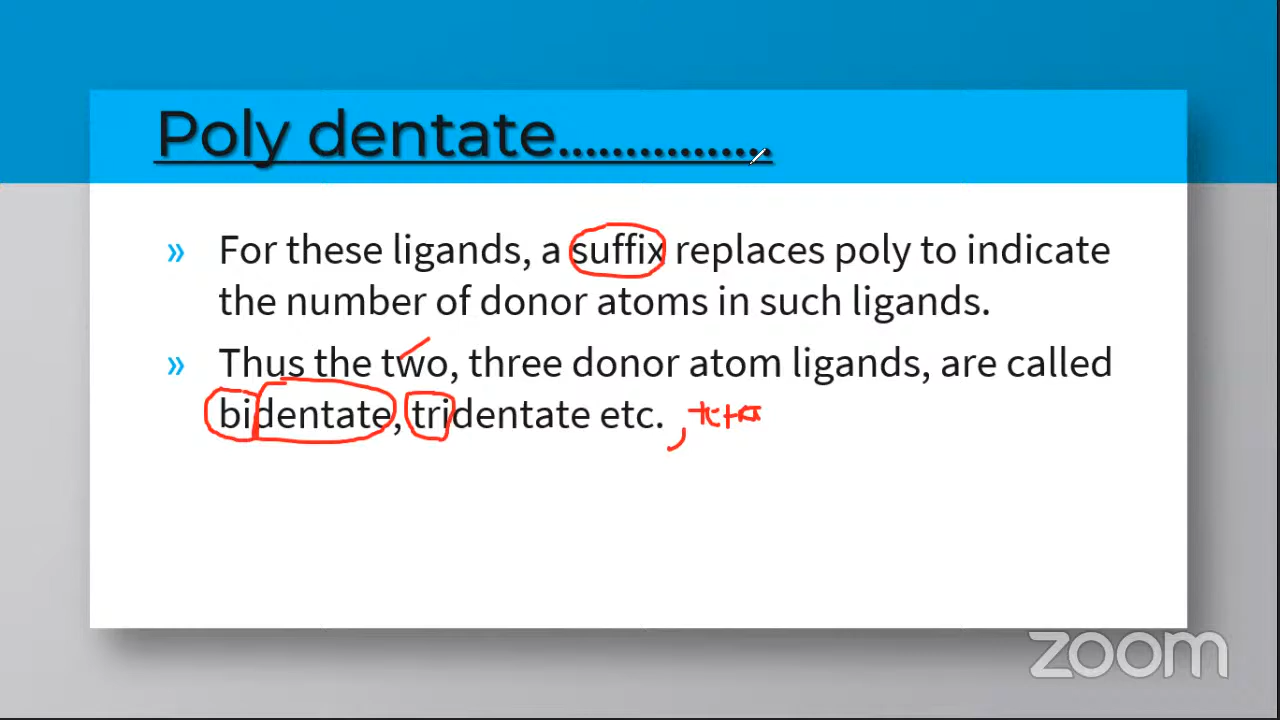 Poly dentate...............
» For these ligands, a suffix replaces poly to indicate
the number of donor atoms in such ligands.
» Thus the two, three donor atom ligands, are called
bidentate, tridentate etc. ,
zoom